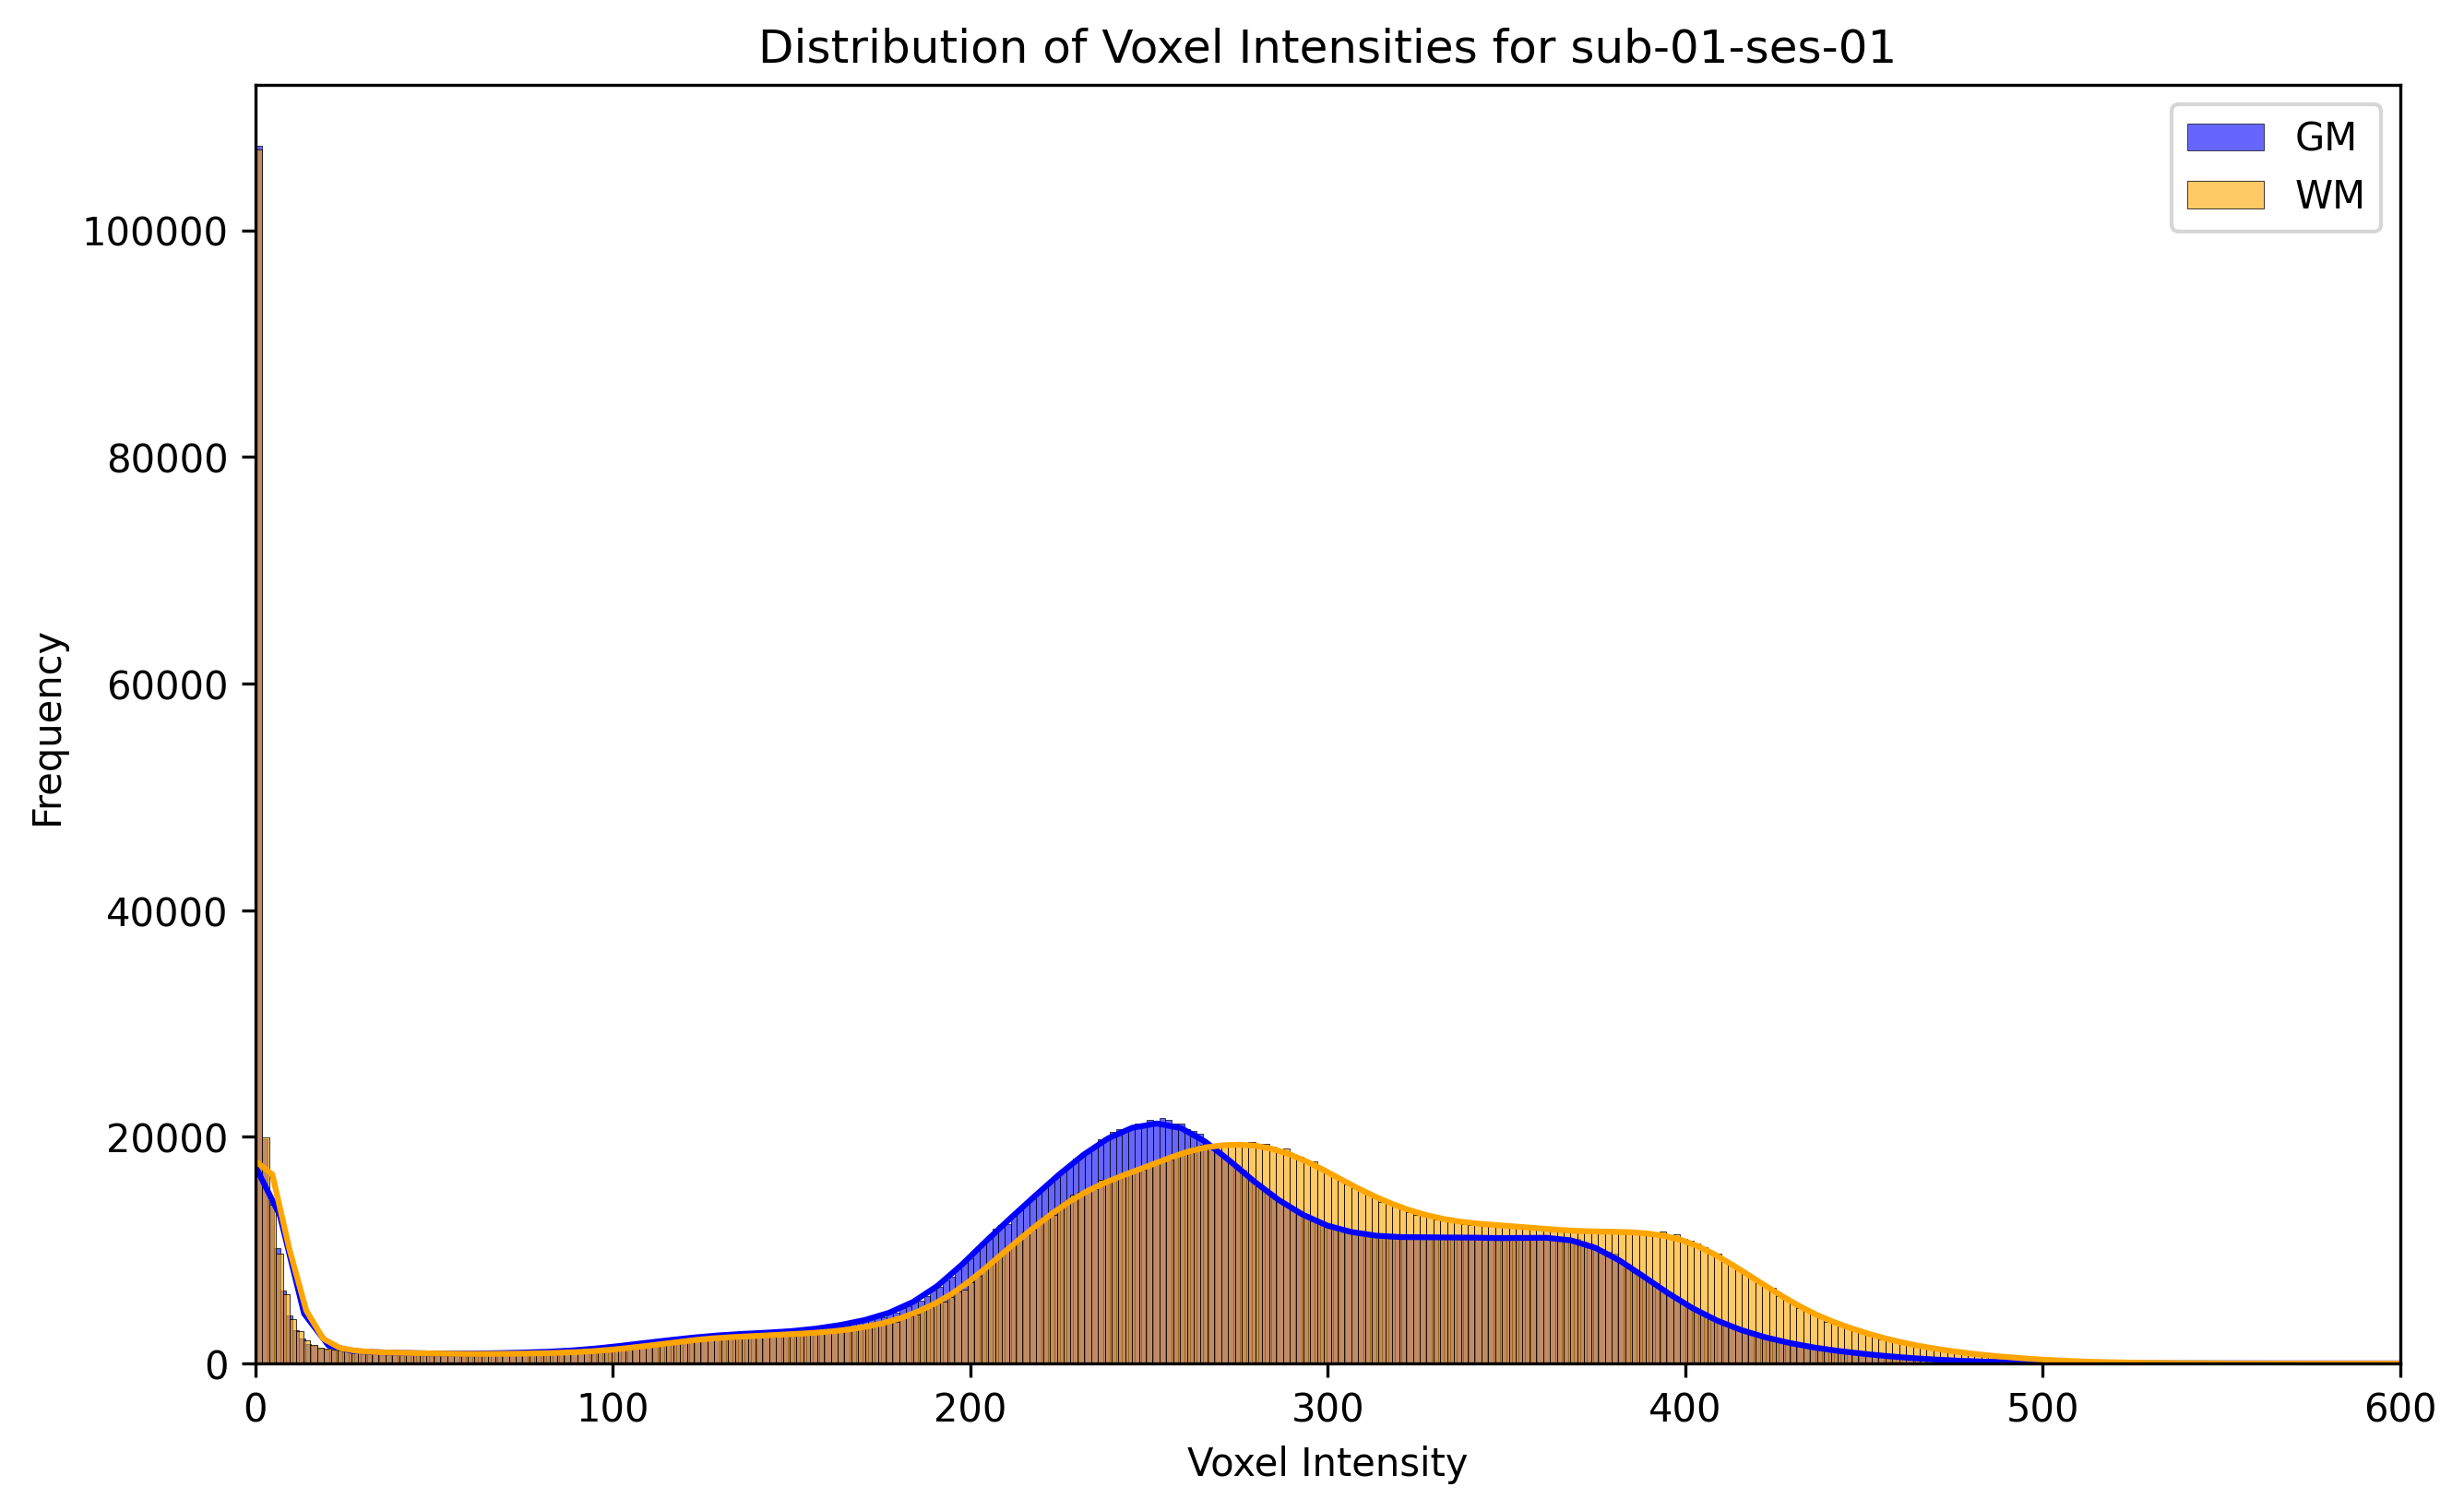 Distribution of Voxel Intensities for sub-01-ses-01
GM
WM
100000
80000
60000
40000
20000
0
Frequency
0 100 200 300 400 500 600
Voxel Intensity